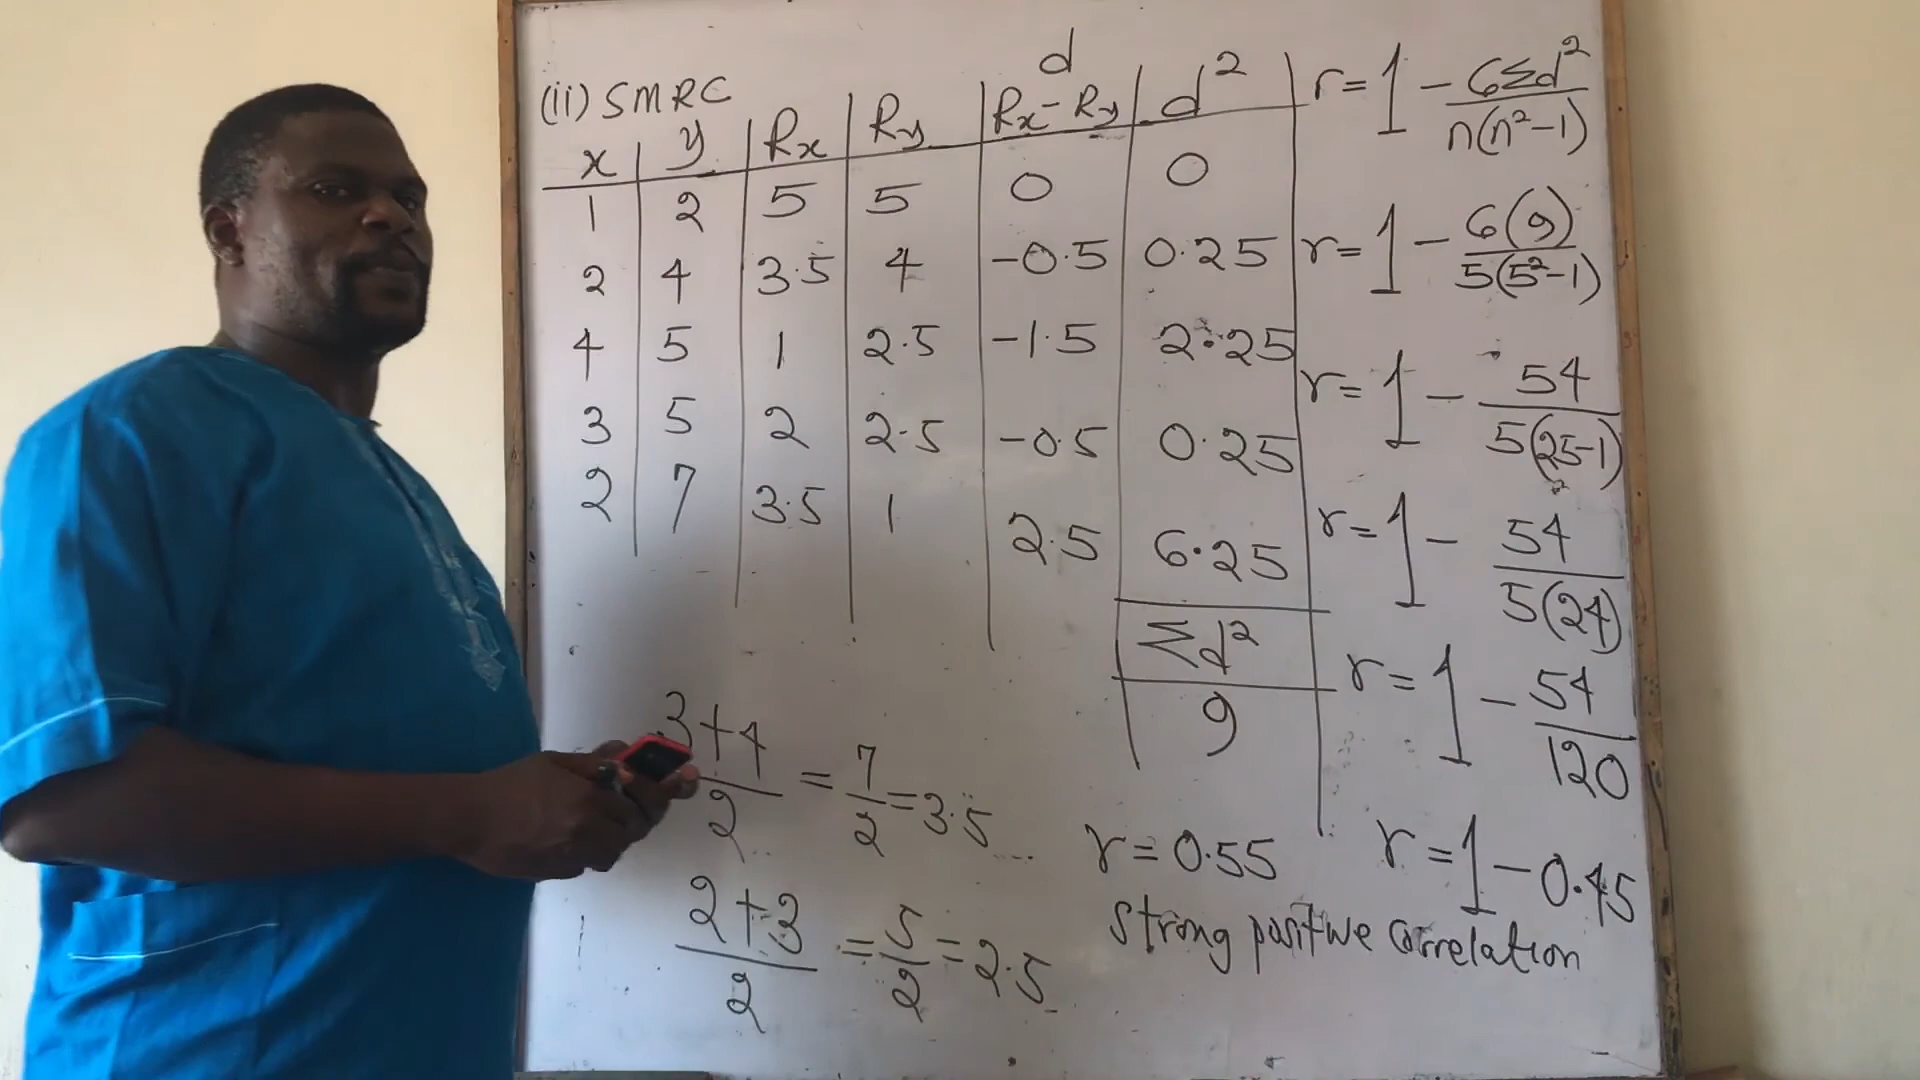 (ii) SMRC
d
x y Rx Ry Rx-Ry d²
1 2 5 5 0 0
2 4 3.5 4 -0.5 0.25
4 5 1 2.5 -1.5 2.25
3 5 2 2.5 -0.5 0.25
2 7 3.5 1 2.5 6.25
Σd²
9
3+4/2 = 7/2 = 3.5
2+3/2 = 5/2 = 2.5
r = 1 - 6Σd²/n(n²-1)
r = 1 - 6(9)/5(5²-1)
r = 1 - 54/5(25-1)
r = 1 - 54/5(24)
r = 1 - 54/120
r = 1 - 0.45
r = 0.55
Strong positive correlation